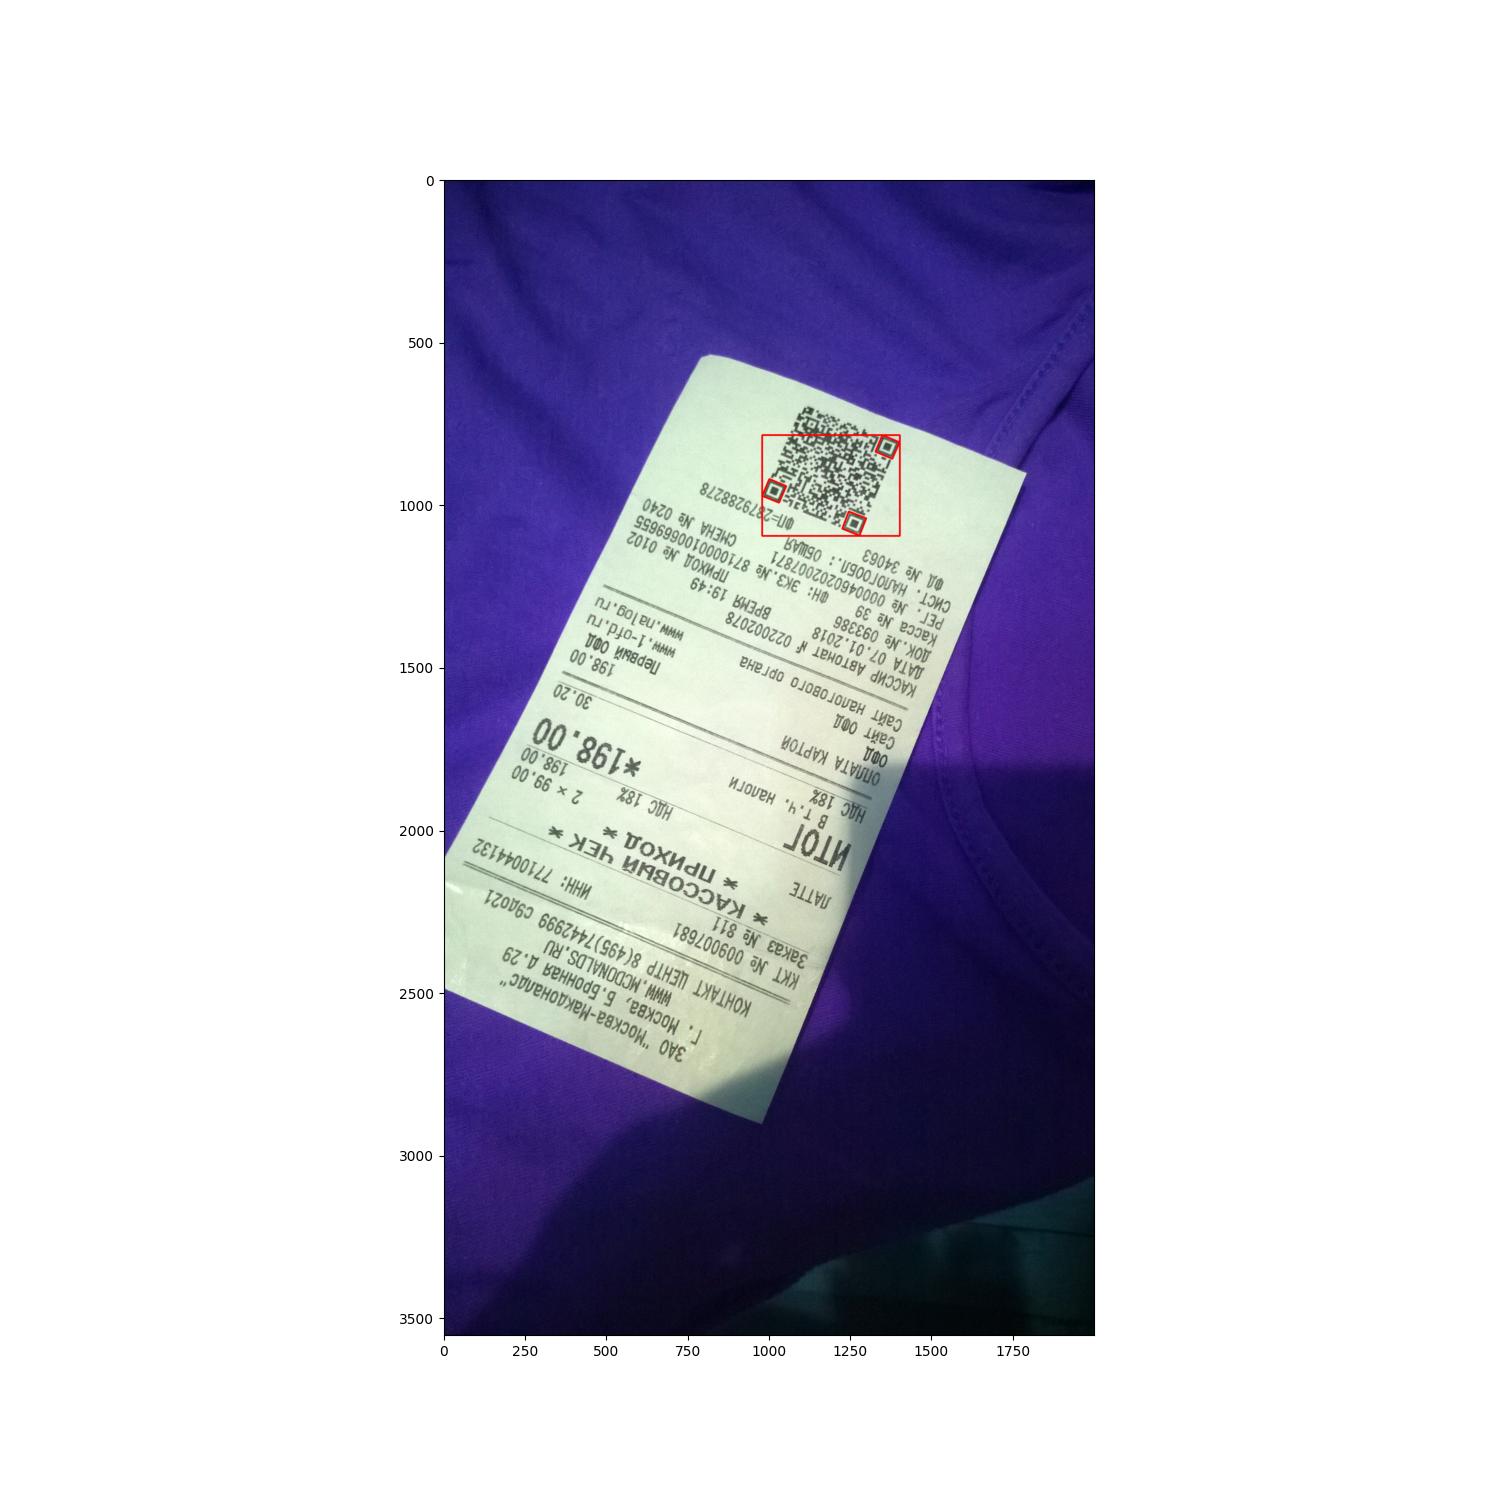 0
500
1000
1500
2000
2500
3000
3500
0 250 500 750 1000 1250 1500 1750
ЗАО "Москва-Макдоналдс"
Г. Москва, Б.Бронная д.29
WWW.MCDONALDS.RU
КОНТАКТ ЦЕНТР 8(495)7442999 с9до21
ККТ № 009007681 ИНН: 7710044132
Заказ № 811
* КАССОВЫЙ ЧЕК *
* ПРИХОД *
ЛАТТЕ
2 × 99.00
НДС 18% 198.00
ИТОГ *198.00
В т.ч. налоги
НДС 18% 30.20
ОПЛАТА КАРТОЙ 198.00
ОФД Первый ОФД
Сайт ОФД www.1-ofd.ru
Сайт налогового органа www.nalog.ru
КАССИР Автомат № 022002078
ДАТА 07.01.2018 ВРЕМЯ 19:49
ДОК.№ 093386 ПРИХОД № 0102
Касса № 39 ФН: ЭКЗ.№ 8710000100669655
РЕГ. № 0000460202007871 СМЕНА № 0240
СИСТ. НАЛОГООБЛ.: ОБЩАЯ
ФД № 34063 ФП=2879288278